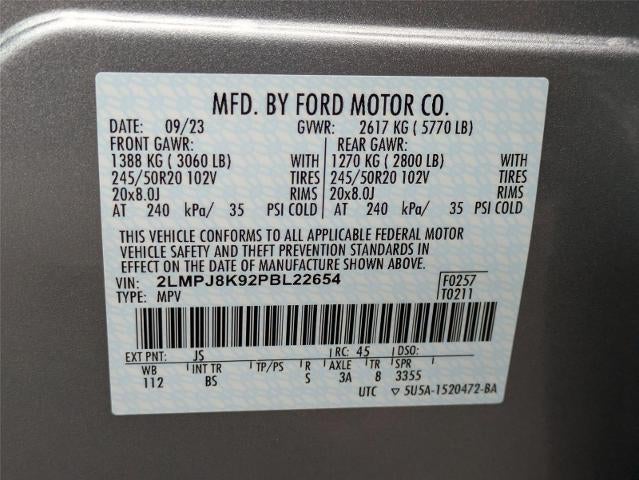 MFD. BY FORD MOTOR CO.
DATE: 09/23 GVWR: 2617 KG ( 5770 LB)
FRONT GAWR: REAR GAWR:
1388 KG ( 3060 LB) WITH 1270 KG ( 2800 LB) WITH
245/50R20 102V TIRES 245/50R20 102V TIRES
20x8.0J RIMS 20x8.0J RIMS
AT 240 kPa/ 35 PSI COLD AT 240 kPa/ 35 PSI COLD
THIS VEHICLE CONFORMS TO ALL APPLICABLE FEDERAL MOTOR
VEHICLE SAFETY AND THEFT PREVENTION STANDARDS IN
EFFECT ON THE DATE OF MANUFACTURE SHOWN ABOVE.
VIN: 2LMPJ8K92PBL22654 F0257
TYPE: MPV T0211
EXT PNT: JS RC: 45 DSO:
WB INT TR TP/PS R AXLE TR SPR
112 BS S 3A 8 3355
UTC ▽ 5U5A-1520472-BA